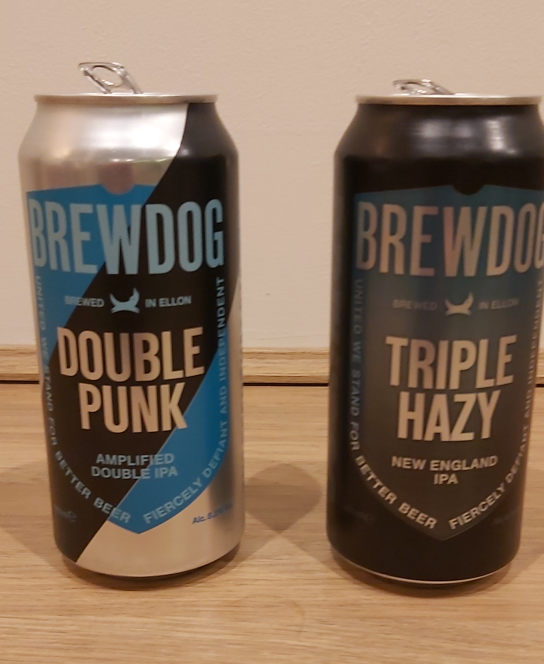 BREWDOG
BREWED IN ELLON
DOUBLE
PUNK
AMPLIFIED
DOUBLE IPA
UNITED WE STAND FOR BETTER BEER
FIERCELY DEFIANT AND INDEPENDENT
Alc.
BREWDOG
BREWED IN ELLON
TRIPLE
HAZY
NEW ENGLAND
IPA
UNITED WE STAND FOR BETTER BEER
FIERCELY DEFIANT AND INDEPENDENT